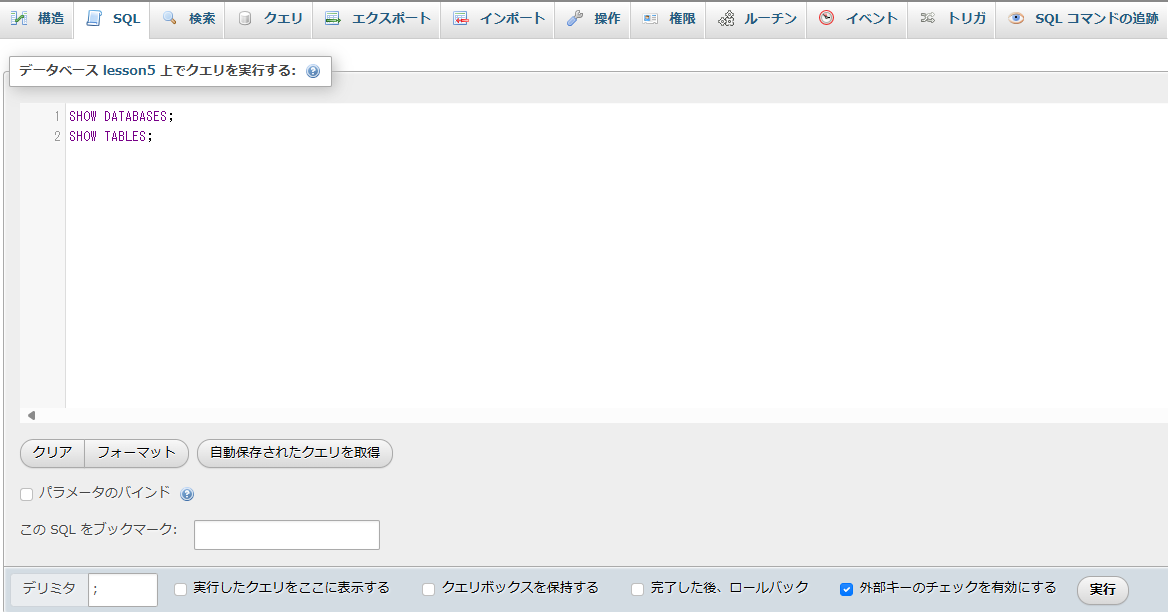 構造 SQL 検索 クエリ エクスポート インポート 操作 権限 ルーチン イベント トリガ SQL コマンドの追跡
データベース lesson5 上でクエリを実行する:
1 SHOW DATABASES;
2 SHOW TABLES;
クリア フォーマット 自動保存されたクエリを取得
パラメータのバインド
この SQL をブックマーク:
デリミタ ; 実行したクエリをここに表示する クエリボックスを保持する 完了した後、ロールバック 外部キーのチェックを有効にする 実行